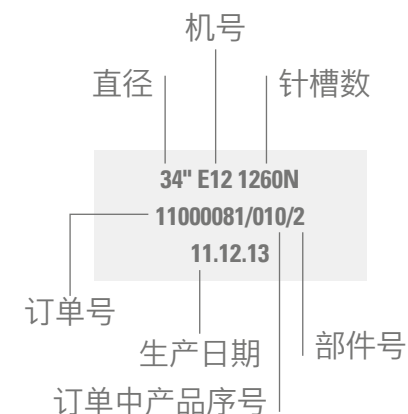 机号
直径
针槽数
34" E12 1260N
11000081/010/2
11.12.13
订单号
生产日期
部件号
订单中产品序号